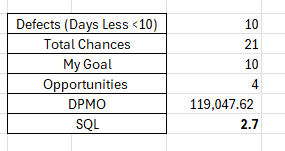 Defects (Days Less <10) 10
Total Chances 21
My Goal 10
Opportunities 4
DPMO 119,047.62
SQL 2.7